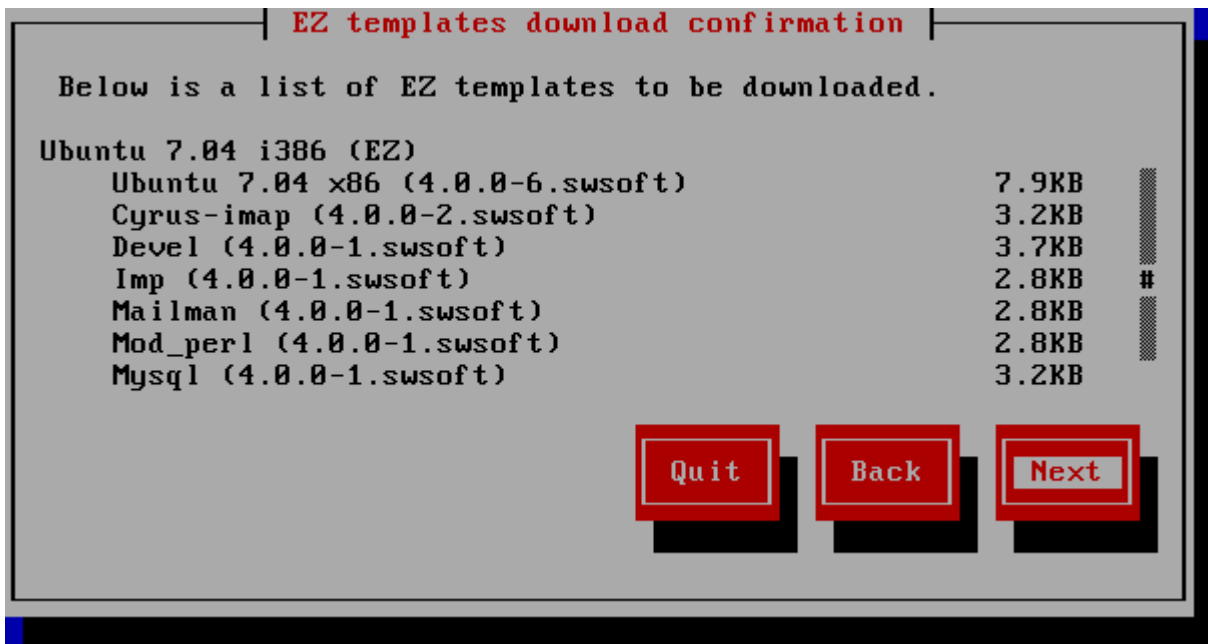 EZ templates download confirmation
Below is a list of EZ templates to be downloaded.
Ubuntu 7.04 i386 (EZ)
Ubuntu 7.04 x86 (4.0.0-6.swsoft) 7.9KB
Cyrus-imap (4.0.0-2.swsoft) 3.2KB
Devel (4.0.0-1.swsoft) 3.7KB
Imp (4.0.0-1.swsoft) 2.8KB #
Mailman (4.0.0-1.swsoft) 2.8KB
Mod_perl (4.0.0-1.swsoft) 2.8KB
Mysql (4.0.0-1.swsoft) 3.2KB
Quit Back Next